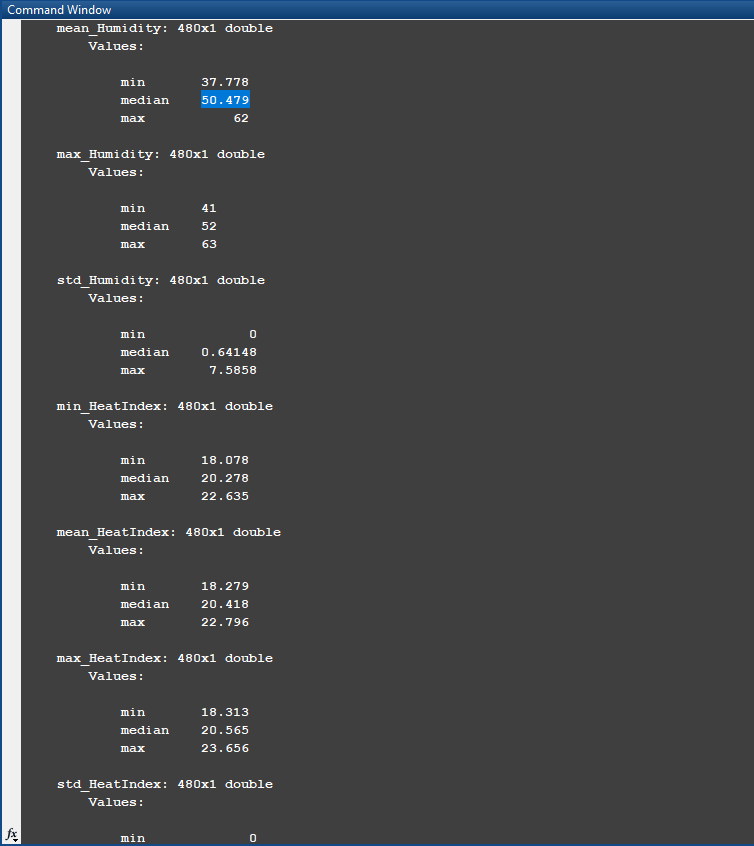 Command Window
mean_Humidity: 480x1 double
Values:
min 37.778
median 50.479
max 62
max_Humidity: 480x1 double
Values:
min 41
median 52
max 63
std_Humidity: 480x1 double
Values:
min 0
median 0.64148
max 7.5858
min_HeatIndex: 480x1 double
Values:
min 18.078
median 20.278
max 22.635
mean_HeatIndex: 480x1 double
Values:
min 18.279
median 20.418
max 22.796
max_HeatIndex: 480x1 double
Values:
min 18.313
median 20.565
max 23.656
std_HeatIndex: 480x1 double
Values:
fx min 0